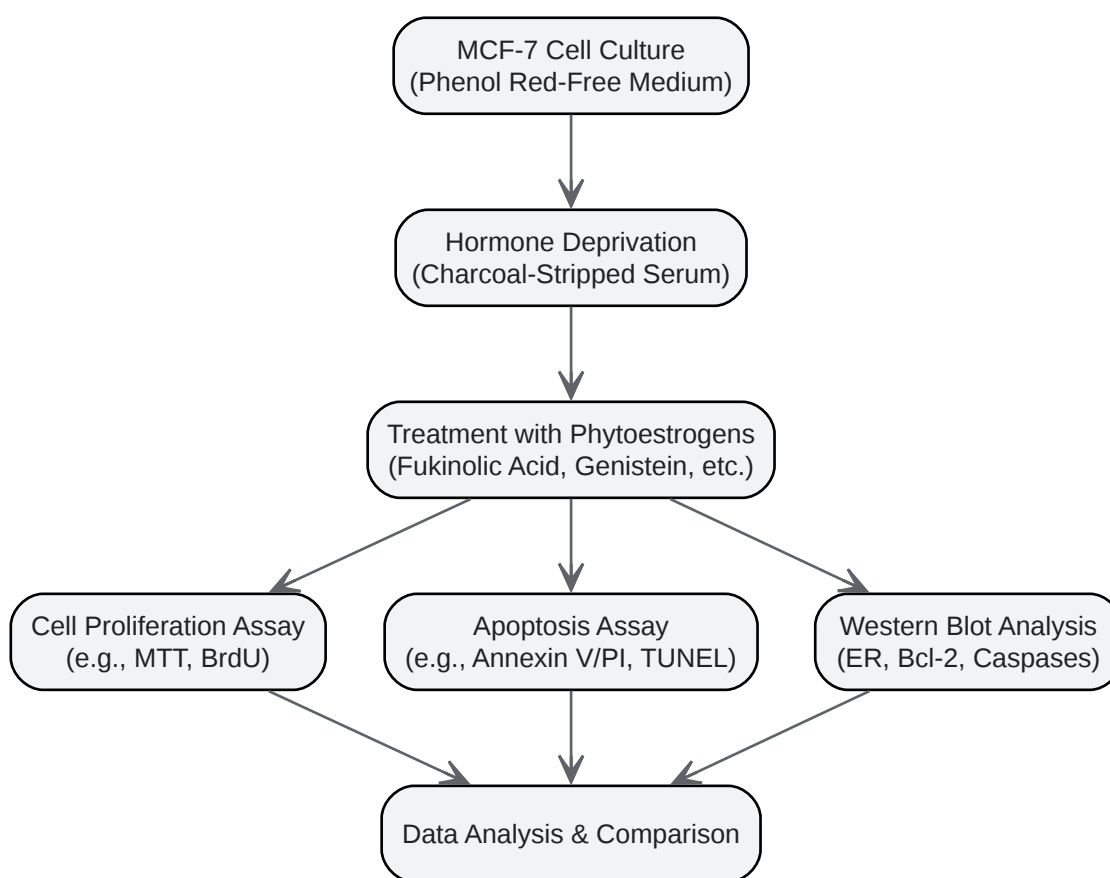 MCF-7 Cell Culture
(Phenol Red-Free Medium)
Hormone Deprivation
(Charcoal-Stripped Serum)
Treatment with Phytoestrogens
(Fukinolic Acid, Genistein, etc.)
Cell Proliferation Assay
(e.g., MTT, BrdU)
Apoptosis Assay
(e.g., Annexin V/PI, TUNEL)
Western Blot Analysis
(ER, Bcl-2, Caspases)
Data Analysis & Comparison